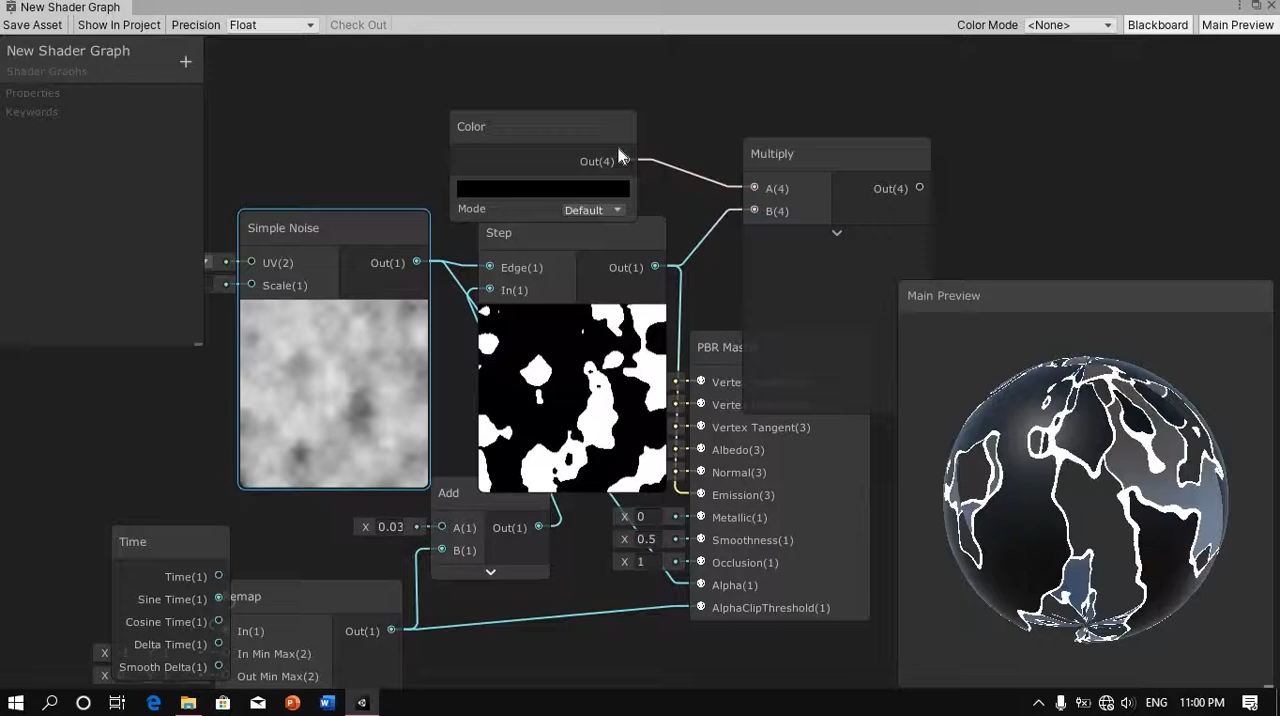 New Shader Graph
Save Asset Show In Project Precision Float Check Out Color Mode <None> Blackboard Main Preview
New Shader Graph
Shader Graphs
Properties
Keywords
Color
Out(4)
Mode Default
Multiply
A(4) Out(4)
B(4)
Simple Noise
UV(2) Out(1)
Scale(1)
Step
Edge(1) Out(1)
In(1)
Main Preview
PBR Mas
Vertex
Vertex
Vertex Tangent(3)
Albedo(3)
Normal(3)
Emission(3)
X 0 Metallic(1)
X 0.5 Smoothness(1)
X 1 Occlusion(1)
Alpha(1)
AlphaClipThreshold(1)
Add
X 0.03 A(1) Out(1)
B(1)
Time
Time(1)
Sine Time(1)
Cosine Time(1)
Delta Time(1)
Smooth Delta(1)
emap
In(1) Out(1)
X In Min Max(2)
X Out Min Max(2)
ENG 11:00 PM